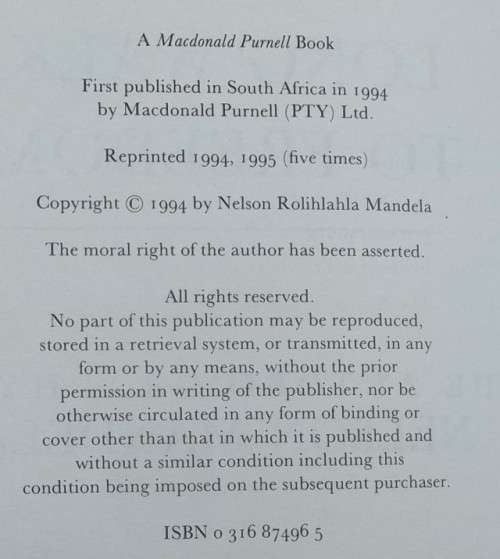 A Macdonald Purnell Book
First published in South Africa in 1994
by Macdonald Purnell (PTY) Ltd.
Reprinted 1994, 1995 (five times)
Copyright © 1994 by Nelson Rolihlahla Mandela
The moral right of the author has been asserted.
All rights reserved.
No part of this publication may be reproduced,
stored in a retrieval system, or transmitted, in any
form or by any means, without the prior
permission in writing of the publisher, nor be
otherwise circulated in any form of binding or
cover other than that in which it is published and
without a similar condition including this
condition being imposed on the subsequent purchaser.
ISBN 0 316 87496 5